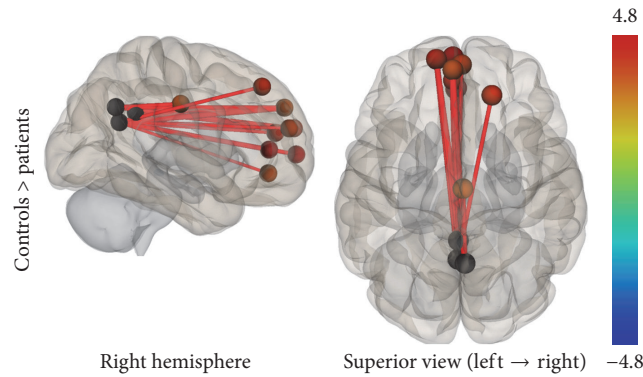 4.8
Controls > patients
Right hemisphere
Superior view (left → right)
−4.8